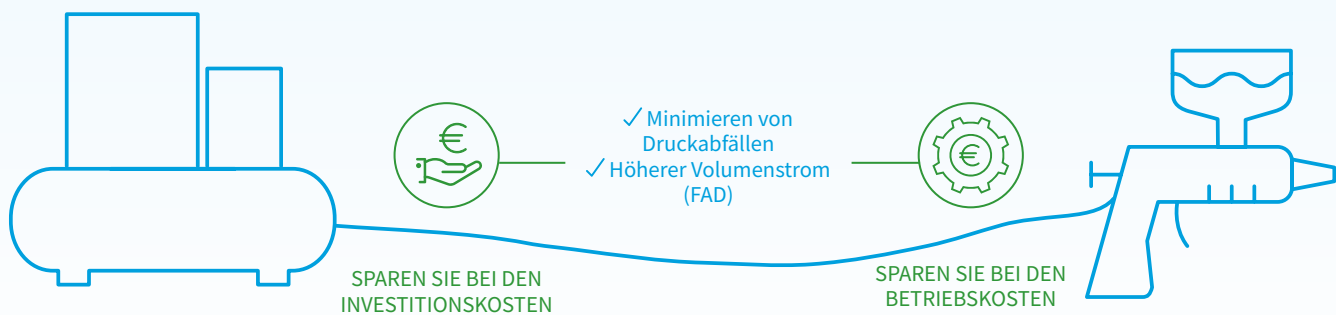 ✓ Minimieren von
Druckabfällen
✓ Höherer Volumenstrom
(FAD)
SPAREN SIE BEI DEN
INVESTITIONSKOSTEN
SPAREN SIE BEI DEN
BETRIEBSKOSTEN